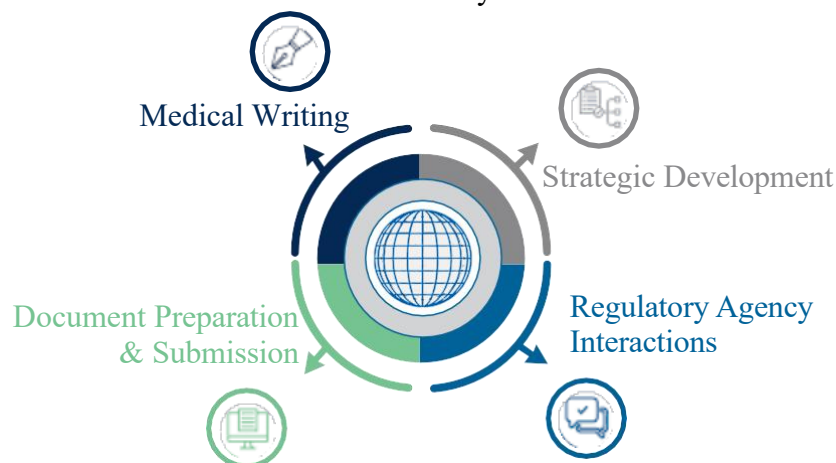 Medical Writing
Strategic Development
Document Preparation
& Submission
Regulatory Agency
Interactions